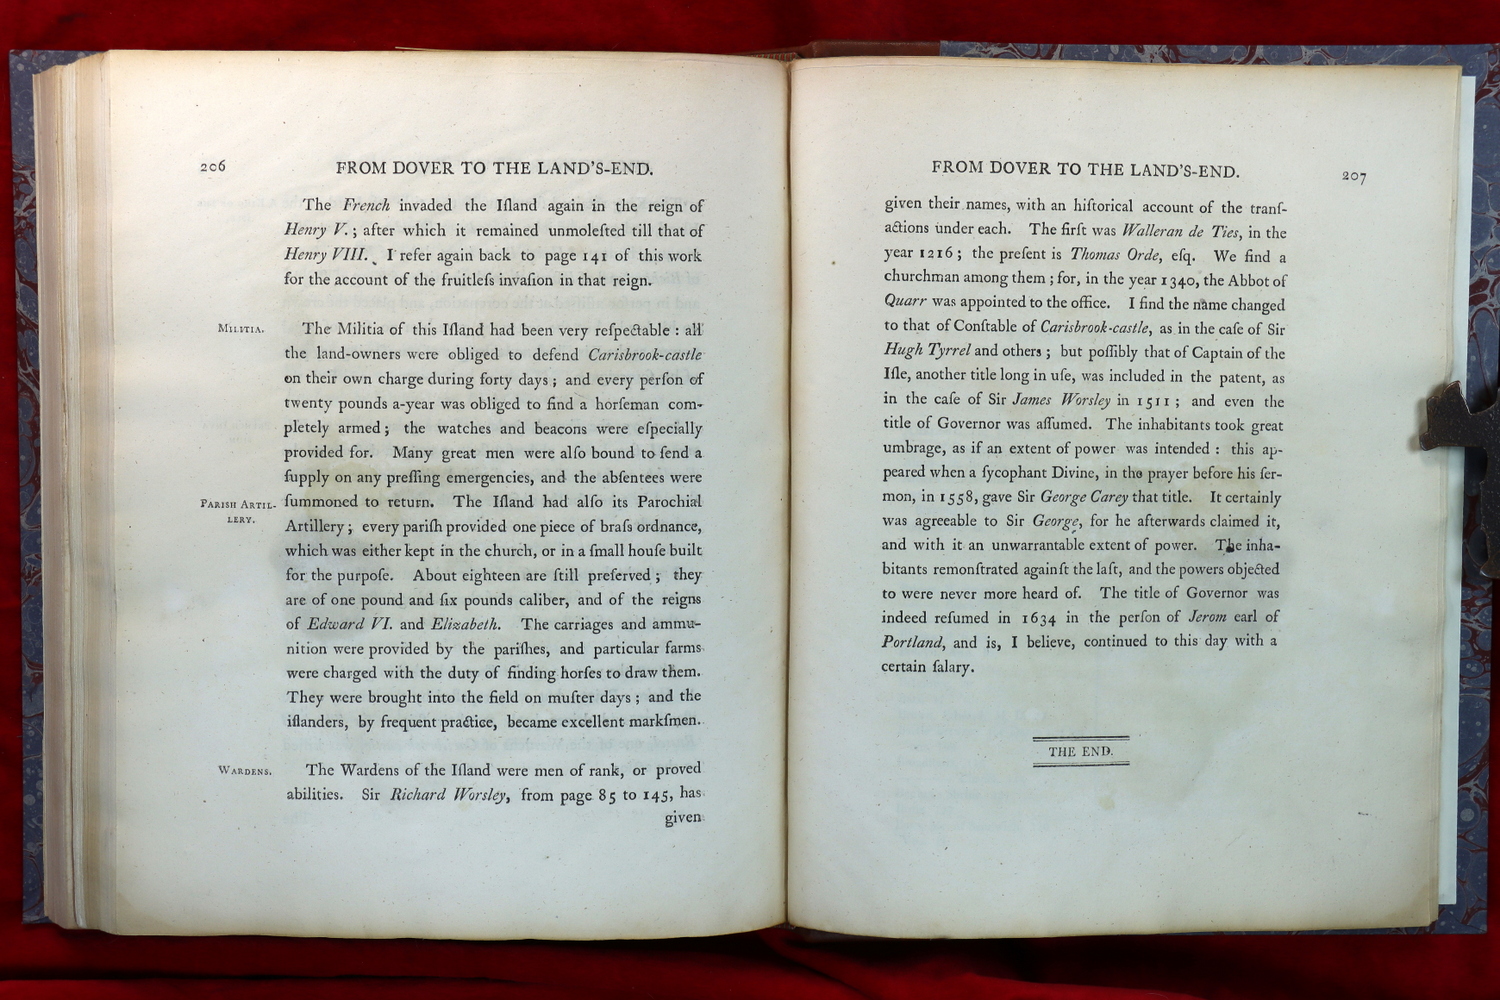 206
FROM DOVER TO THE LAND'S-END.
The French invaded the Iſland again in the reign of
Henry V.; after which it remained unmoleſted till that of
Henry VIII. I refer again back to page 141 of this work
for the account of the fruitleſs invaſion in that reign.
MILITIA.
The Militia of this Iſland had been very reſpectable : all
the land-owners were obliged to defend Carisbrook-castle
on their own charge during forty days ; and every perſon of
twenty pounds a-year was obliged to find a horſeman com-
pletely armed ; the watches and beacons were eſpecially
provided for. Many great men were alſo bound to ſend a
ſupply on any preſſing emergencies, and the abſentees were
PARISH ARTIL-
LERY.
ſummoned to return. The Iſland had alſo its Parochial
Artillery ; every pariſh provided one piece of braſs ordnance,
which was either kept in the church, or in a ſmall houſe built
for the purpoſe. About eighteen are ſtill preſerved ; they
are of one pound and ſix pounds caliber, and of the reigns
of Edward VI. and Elizabeth. The carriages and ammu-
nition were provided by the pariſhes, and particular farms
were charged with the duty of finding horſes to draw them.
They were brought into the field on muſter days ; and the
iſlanders, by frequent practice, became excellent markſmen.
WARDENS.
The Wardens of the Iſland were men of rank, or proved
abilities. Sir Richard Worsley, from page 85 to 145, has
given
FROM DOVER TO THE LAND'S-END.
207
given their names, with an hiſtorical account of the tranſ-
actions under each. The firſt was Walleran de Ties, in the
year 1216 ; the preſent is Thomas Orde, eſq. We find a
churchman among them ; for, in the year 1340, the Abbot of
Quarr was appointed to the office. I find the name changed
to that of Conſtable of Carisbrook-castle, as in the caſe of Sir
Hugh Tyrrel and others ; but poſſibly that of Captain of the
Iſle, another title long in uſe, was included in the patent, as
in the caſe of Sir James Worsley in 1511 ; and even the
title of Governor was aſſumed. The inhabitants took great
umbrage, as if an extent of power was intended : this ap-
peared when a ſycophant Divine, in the prayer before his ſer-
mon, in 1558, gave Sir George Carey that title. It certainly
was agreeable to Sir George, for he afterwards claimed it,
and with it an unwarrantable extent of power. The inha-
bitants remonſtrated againſt the laſt, and the powers objected
to were never more heard of. The title of Governor was
indeed reſumed in 1634 in the perſon of Jerom earl of
Portland, and is, I believe, continued to this day with a
certain ſalary.
THE END.